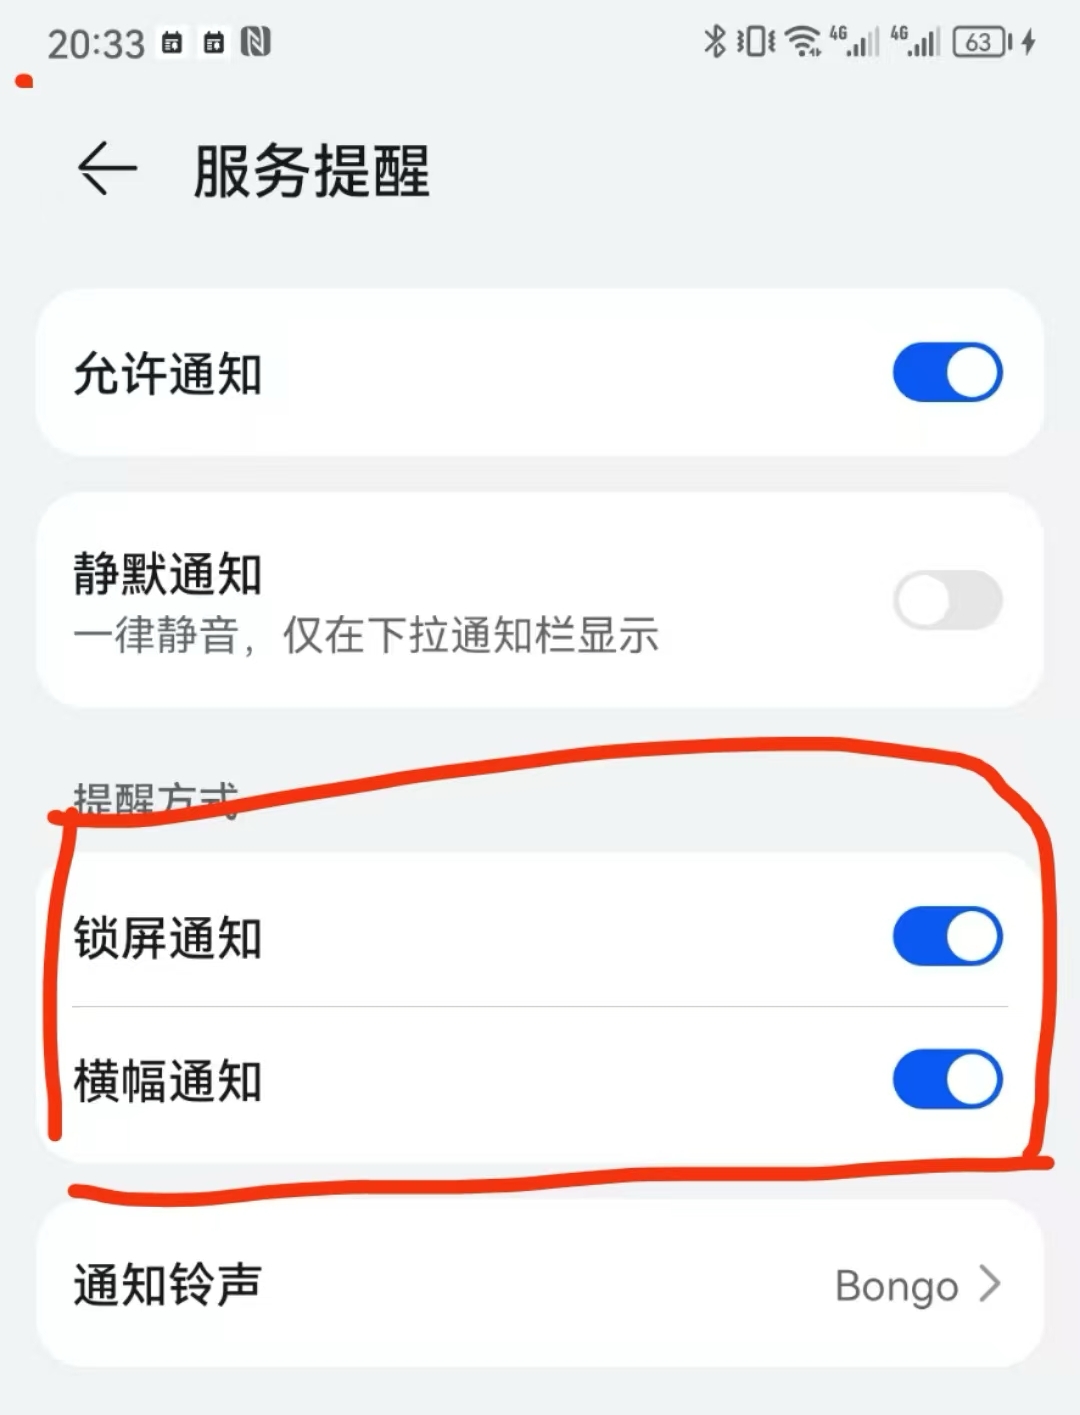 20:33 4G 4G 63
服务提醒
允许通知
静默通知
一律静音，仅在下拉通知栏显示
提醒方式
锁屏通知
横幅通知
通知铃声 Bongo